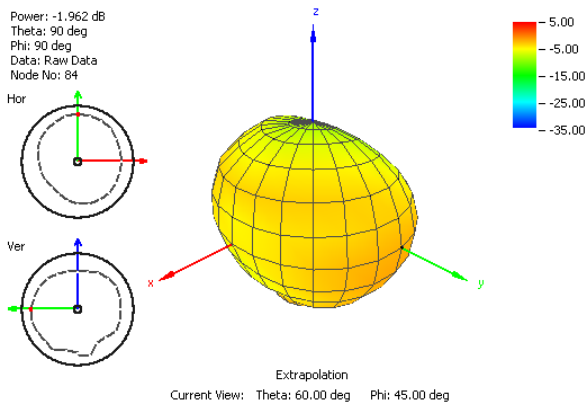 Power: -1.962 dB
Theta: 90 deg
Phi: 90 deg
Data: Raw Data
Node No: 84
Hor
Ver
z
x
y
5.00
-5.00
-15.00
-25.00
-35.00
Extrapolation
Current View: Theta: 60.00 deg Phi: 45.00 deg